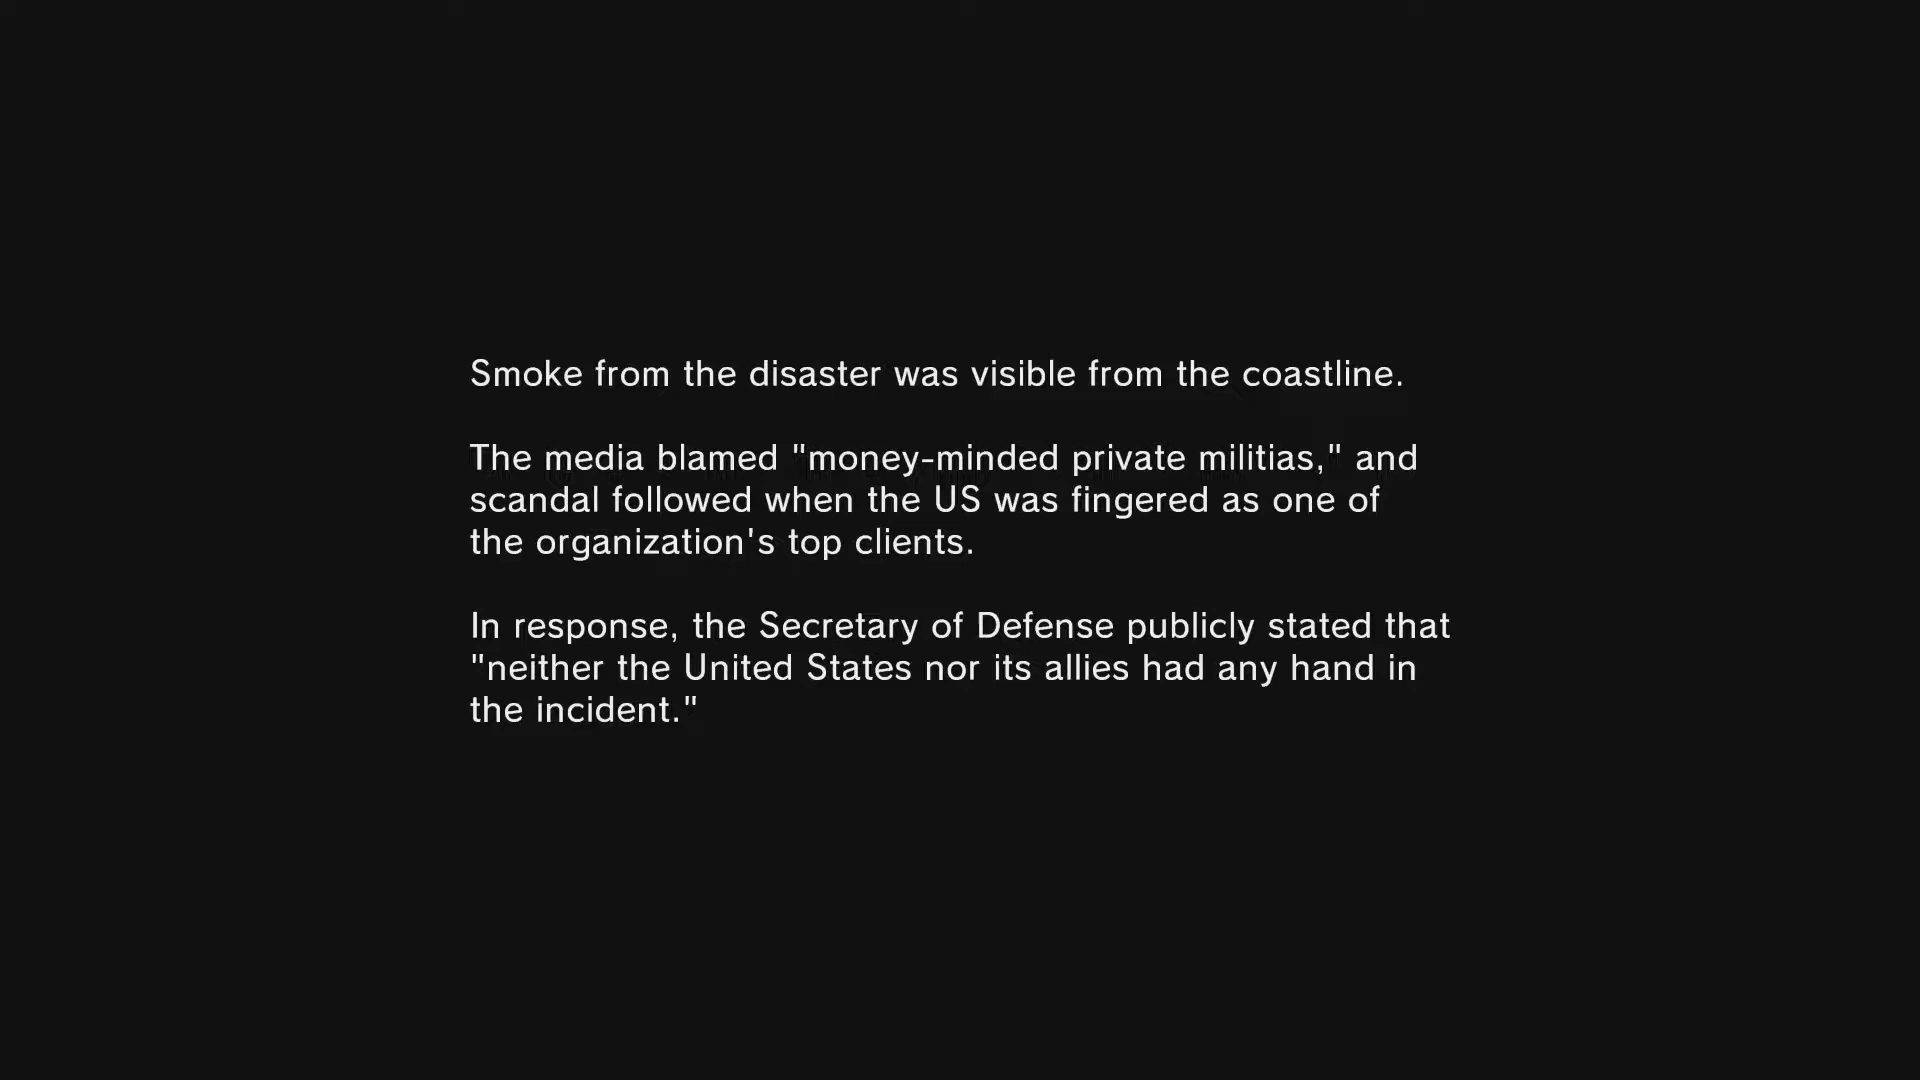 Smoke from the disaster was visible from the coastline.
The media blamed "money-minded private militias," and
scandal followed when the US was fingered as one of
the organization's top clients.
In response, the Secretary of Defense publicly stated that
"neither the United States nor its allies had any hand in
the incident."